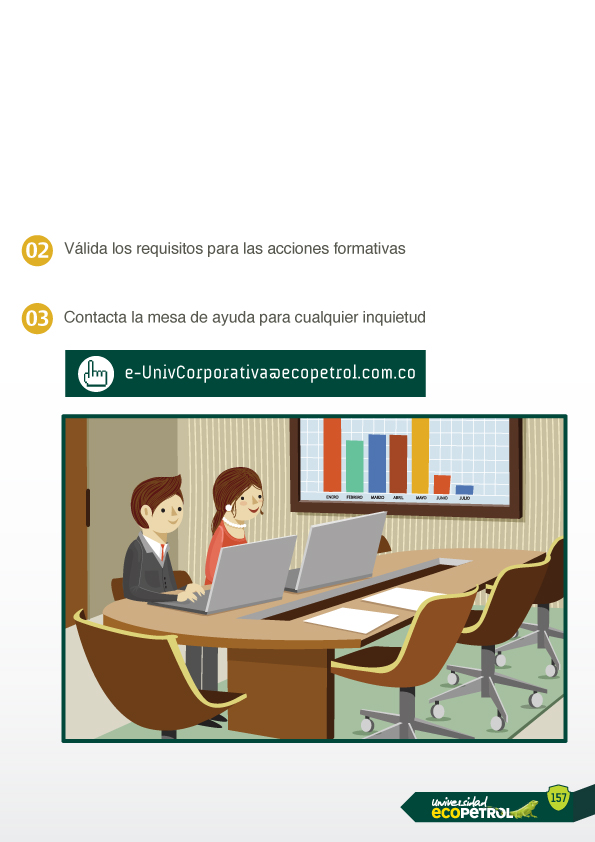 02 Válida los requisitos para las acciones formativas
03 Contacta la mesa de ayuda para cualquier inquietud
e-UnivCorporativa@ecopetrol.com.co
ENERO FEBRERO MARZO ABRIL MAYO JUNIO JULIO
Universidad
ecopetrol
157